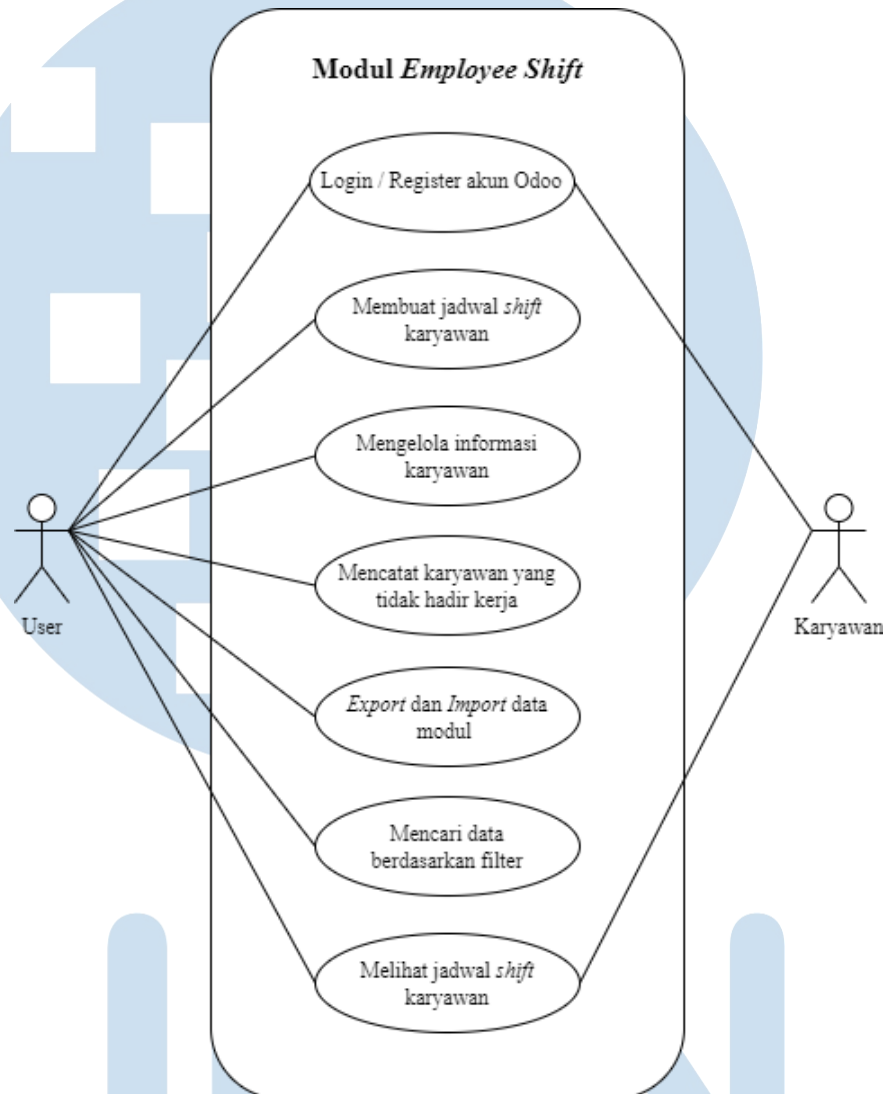 Modul Employee Shift
Login / Register akun Odoo
Membuat jadwal shift
karyawan
Mengelola informasi
karyawan
Mencatat karyawan yang
tidak hadir kerja
User
Karyawan
Export dan Import data
modul
Mencari data
berdasarkan filter
Melihat jadwal shift
karyawan